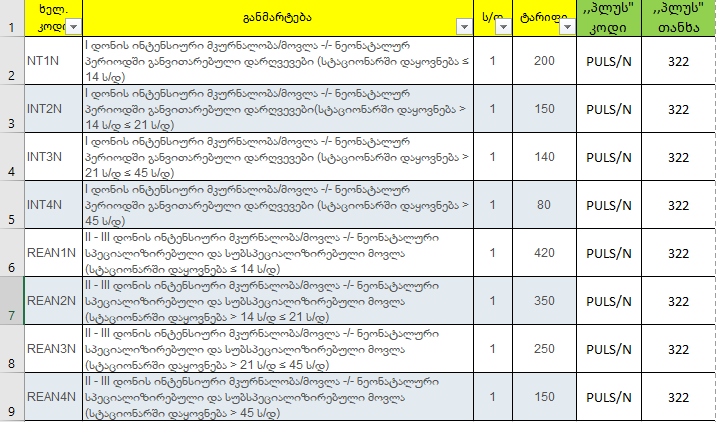 1 ხელ. კოდი განმარტება ს/დ ტარიფი ,,პლუს" კოდი ,,პლუს" თანხა
I დონის ინტენსიური მკურნალობა/მოვლა -/- ნეონატალურ
2 NT1N პერიოდში განვითარებული დარღვევები (სტაციონარში დაყოვნება ≤ 1 200 PULS/N 322
14 ს/დ)
I დონის ინტენსიური მკურნალობა/მოვლა -/- ნეონატალურ
3 INT2N პერიოდში განვითარებული დარღვევები(სტაციონარში დაყოვნება > 1 150 PULS/N 322
14 ს/დ ≤ 21 ს/დ)
I დონის ინტენსიური მკურნალობა/მოვლა -/- ნეონატალურ
4 INT3N პერიოდში განვითარებული დარღვევები (სტაციონარში დაყოვნება > 1 140 PULS/N 322
21 ს/დ ≤ 45 ს/დ)
I დონის ინტენსიური მკურნალობა/მოვლა -/- ნეონატალურ
5 INT4N პერიოდში განვითარებული დარღვევები (სტაციონარში დაყოვნება > 1 80 PULS/N 322
45 ს/დ)
II - III დონის ინტენსიური მკურნალობა/მოვლა -/- ნეონატალური
6 REAN1N სპეციალიზირებული და სუბსპეციალიზირებული მოვლა 1 420 PULS/N 322
(სტაციონარში დაყოვნება ≤ 14 ს/დ)
II - III დონის ინტენსიური მკურნალობა/მოვლა -/- ნეონატალური
7 REAN2N სპეციალიზირებული და სუბსპეციალიზირებული მოვლა 1 350 PULS/N 322
(სტაციონარში დაყოვნება > 14 ს/დ ≤ 21 ს/დ)
II - III დონის ინტენსიური მკურნალობა/მოვლა -/- ნეონატალური
8 REAN3N სპეციალიზირებული და სუბსპეციალიზირებული მოვლა 1 250 PULS/N 322
(სტაციონარში დაყოვნება > 21 ს/დ ≤ 45 ს/დ)
II - III დონის ინტენსიური მკურნალობა/მოვლა -/- ნეონატალური
9 REAN4N სპეციალიზირებული და სუბსპეციალიზირებული მოვლა 1 150 PULS/N 322
(სტაციონარში დაყოვნება > 45 ს/დ)